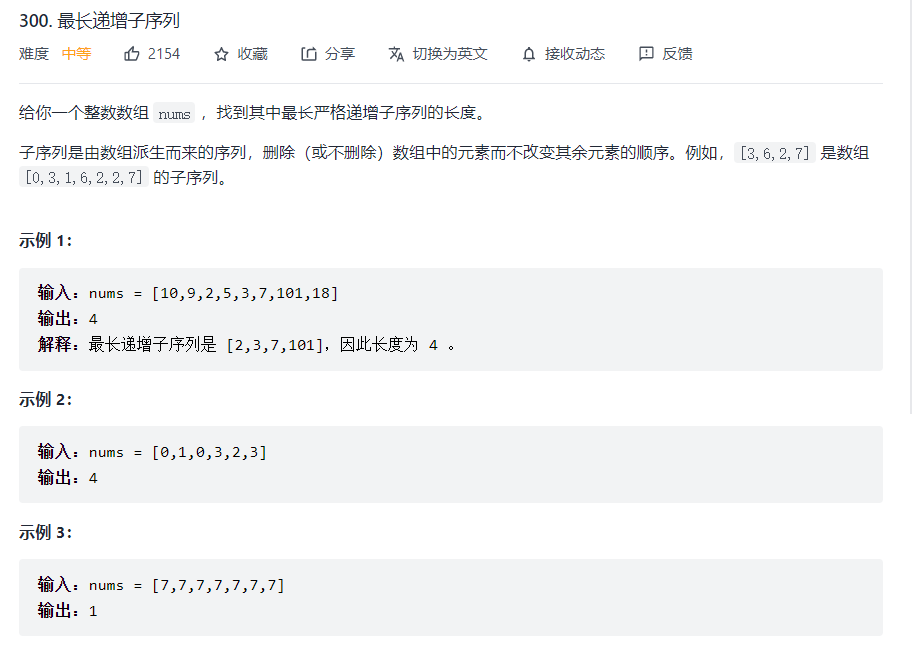 300. 最长递增子序列
难度 中等 2154 收藏 分享 切换为英文 接收动态 反馈
给你一个整数数组 nums ，找到其中最长严格递增子序列的长度。
子序列是由数组派生而来的序列，删除（或不删除）数组中的元素而不改变其余元素的顺序。例如，[3,6,2,7] 是数组
[0,3,1,6,2,2,7] 的子序列。
示例 1：
输入：nums = [10,9,2,5,3,7,101,18]
输出：4
解释：最长递增子序列是 [2,3,7,101]，因此长度为 4 。
示例 2：
输入：nums = [0,1,0,3,2,3]
输出：4
示例 3：
输入：nums = [7,7,7,7,7,7,7]
输出：1